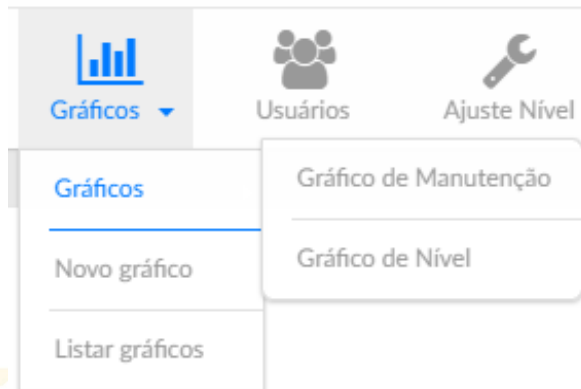 Gráficos
Usuários
Ajuste Nível
Gráficos
Novo gráfico
Listar gráficos
Gráfico de Manutenção
Gráfico de Nível